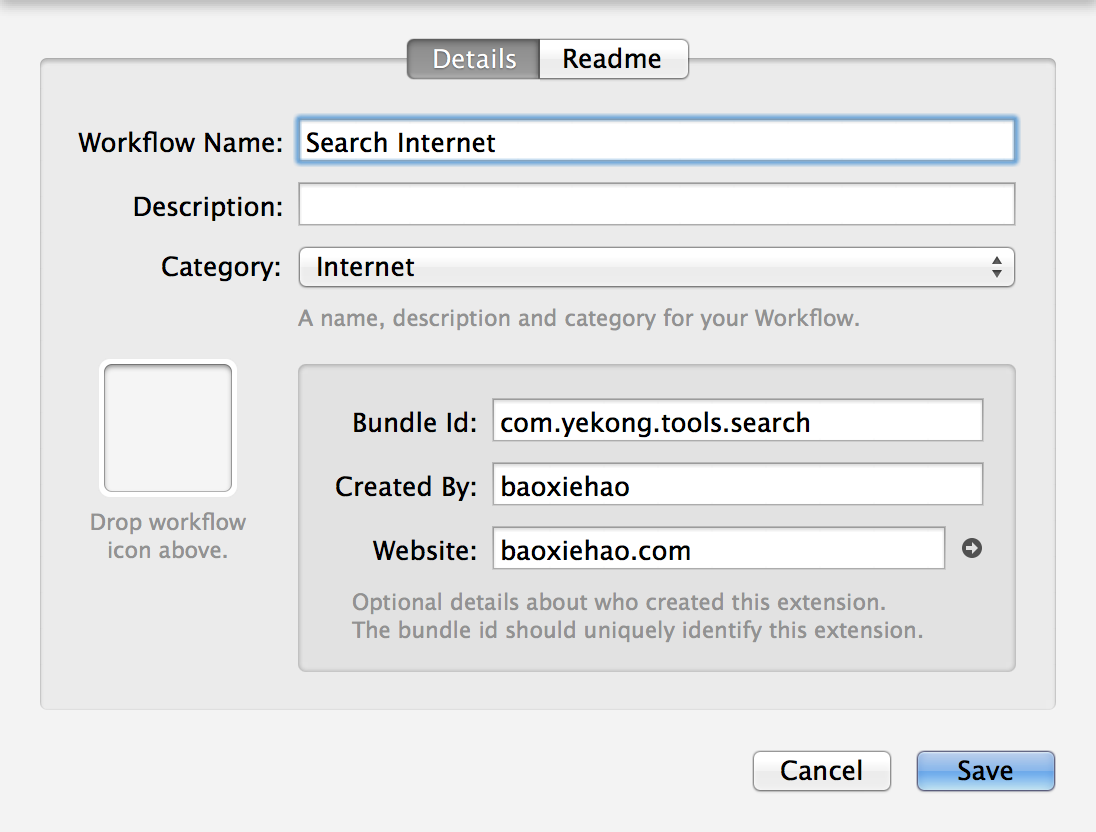 Details Readme
Workflow Name: Search Internet
Description:
Category: Internet
A name, description and category for your Workflow.
Drop workflow
icon above.
Bundle Id: com.yekong.tools.search
Created By: baoxiehao
Website: baoxiehao.com
Optional details about who created this extension.
The bundle id should uniquely identify this extension.
Cancel Save